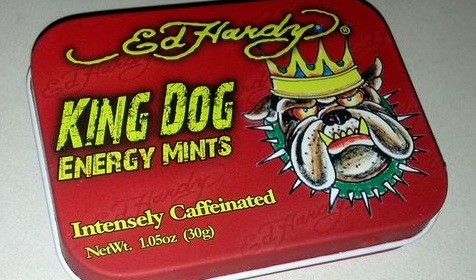 Ed Hardy®
KING DOG
ENERGY MINTS
Intensely Caffeinated
NetWt. 1.05oz (30g)